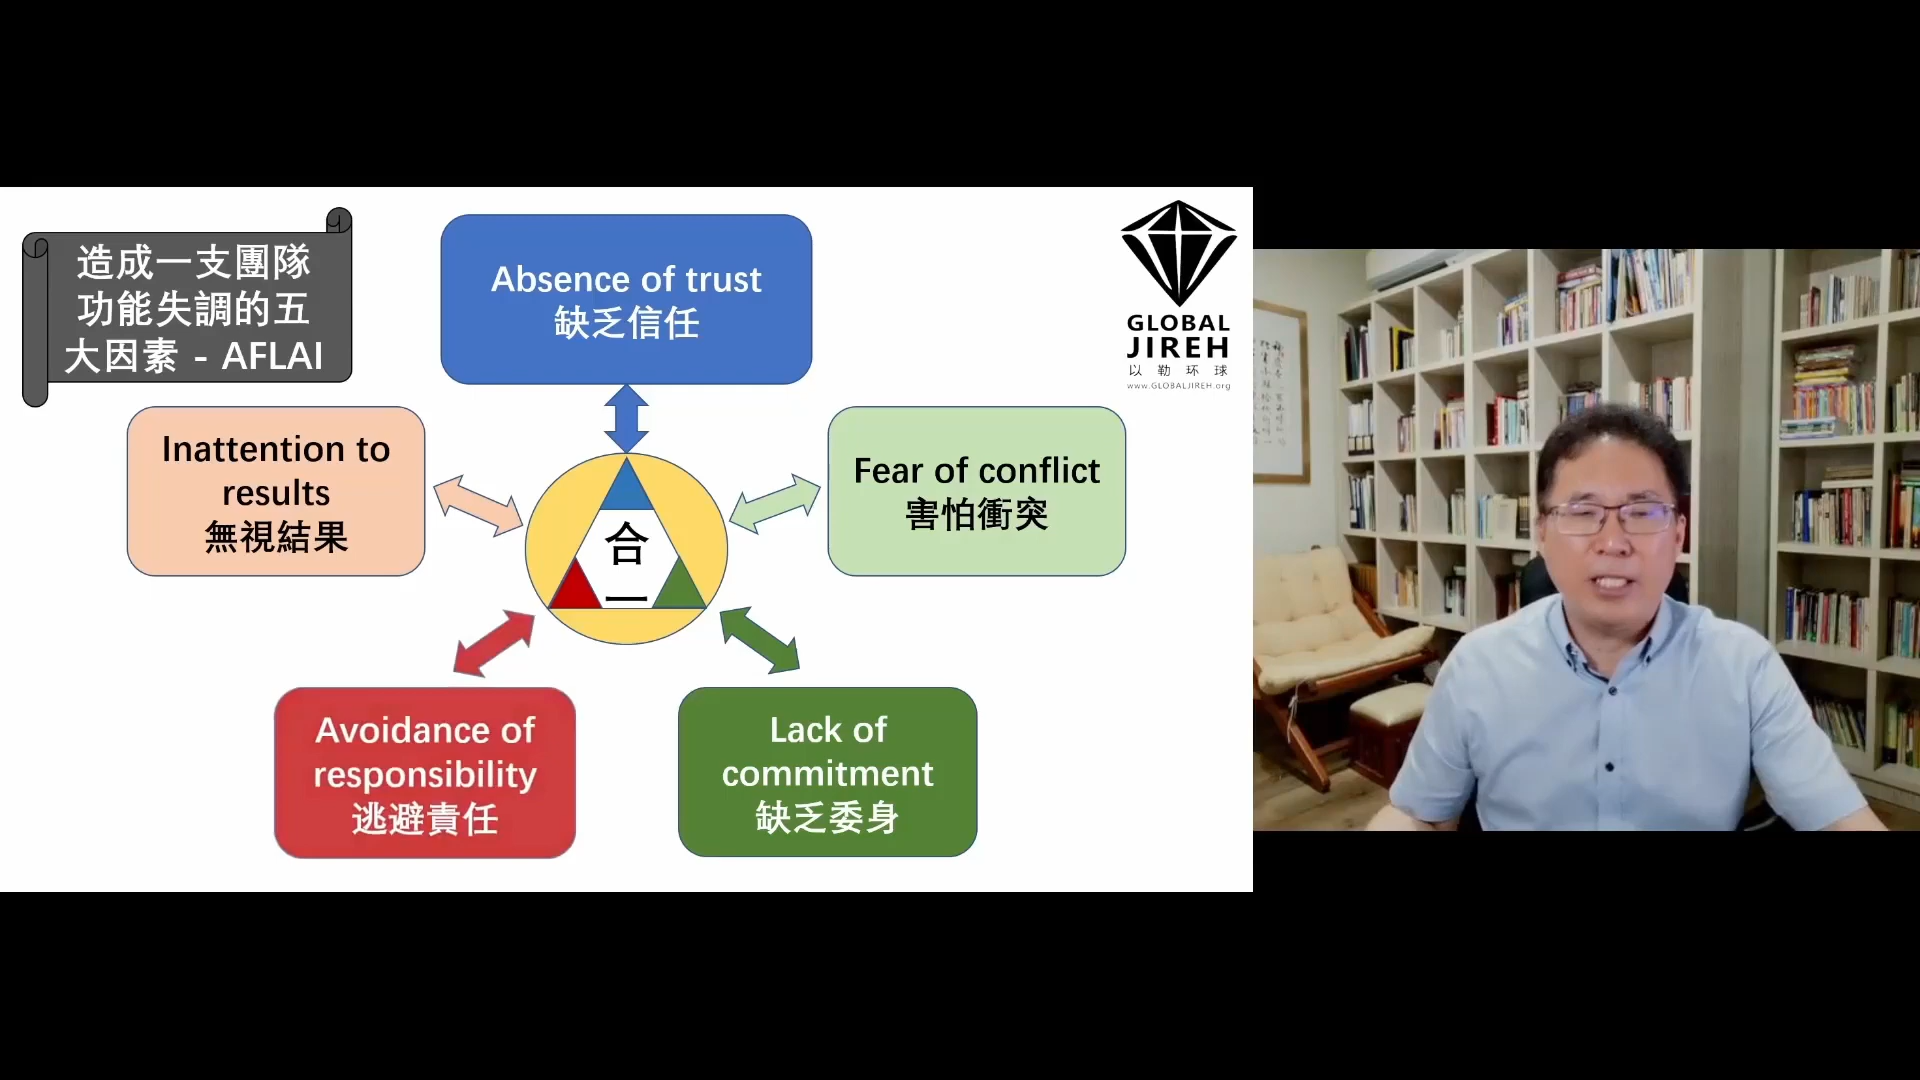 造成一支團隊
功能失調的五
大因素 - AFLAI
Absence of trust
缺乏信任
GLOBAL
JIREH
以勒环球
www.GLOBALJIREH.org
Inattention to
results
無視結果
Fear of conflict
害怕衝突
合
一
Avoidance of
responsibility
逃避責任
Lack of
commitment
缺乏委身